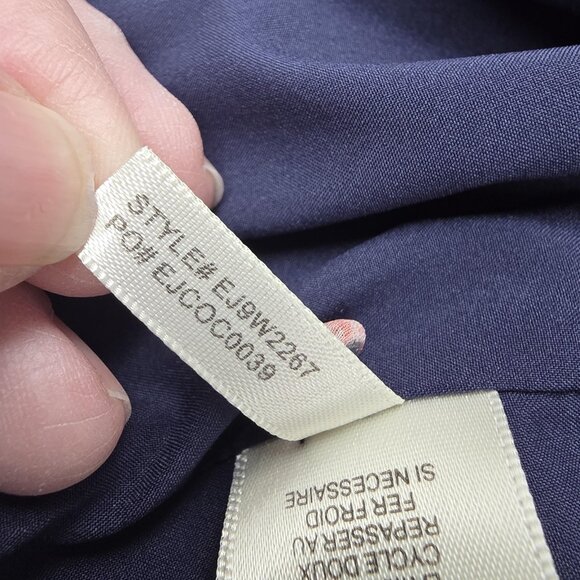 STYLE# EJ9W2267
PO# EJCOC0039
CYCLE DOUX
REPASSER AU
FER FROID
SI NECESSAIRE